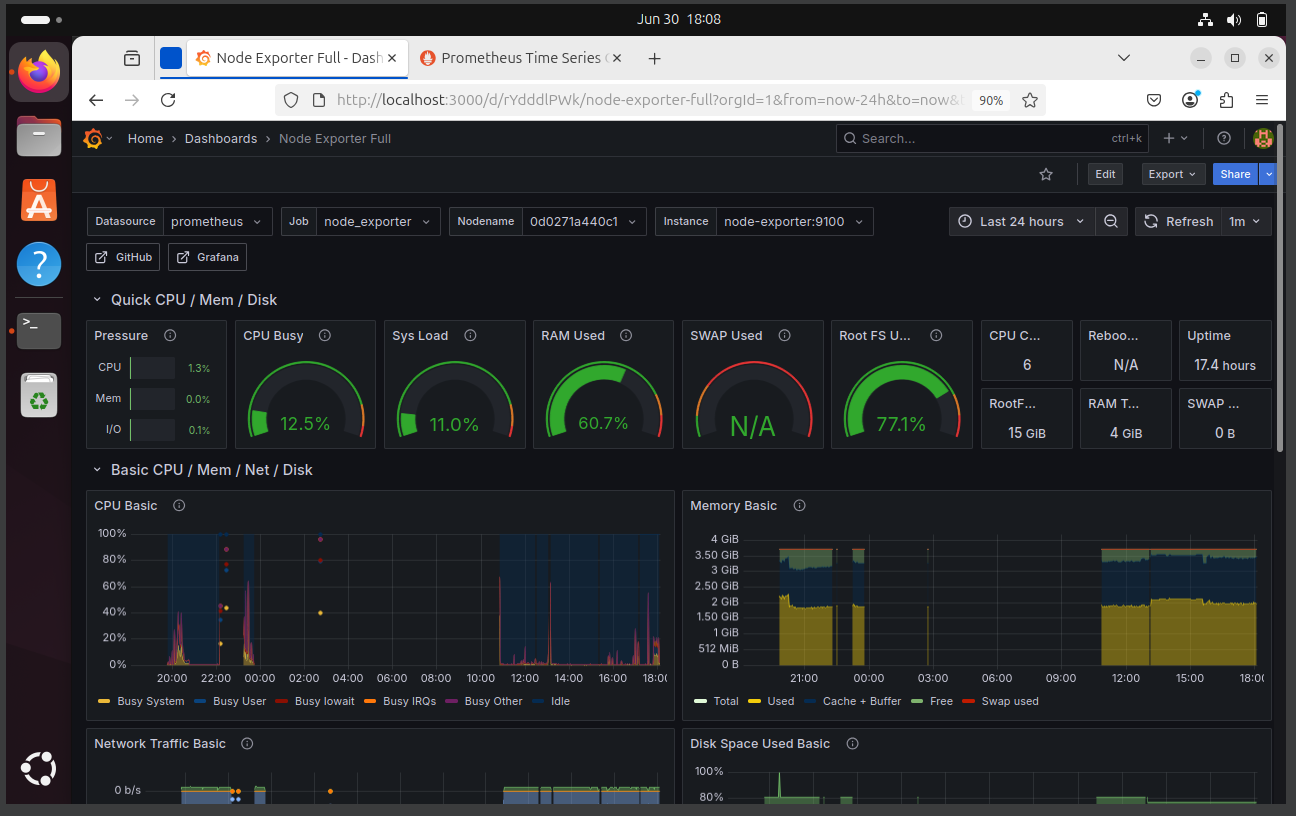 Jun 30 18:08
Node Exporter Full - Dash
Prometheus Time Series
http://localhost:3000/d/rYdddlPWk/node-exporter-full?orgId=1&from=now-24h&to=now&
90%
Home › Dashboards › Node Exporter Full
Search...
ctrl+k
Edit
Export
Share
Datasource prometheus
Job node_exporter
Nodename 0d0271a440c1
Instance node-exporter:9100
Last 24 hours
Refresh 1m
GitHub
Grafana
Quick CPU / Mem / Disk
Pressure
CPU 1.3%
Mem 0.0%
I/O 0.1%
CPU Busy
12.5%
Sys Load
11.0%
RAM Used
60.7%
SWAP Used
N/A
Root FS U...
77.1%
CPU C...
6
Reboo...
N/A
Uptime
17.4 hours
RootF...
15 GiB
RAM T...
4 GiB
SWAP ...
0 B
Basic CPU / Mem / Net / Disk
CPU Basic
100%
80%
60%
40%
20%
0%
20:00 22:00 00:00 02:00 04:00 06:00 08:00 10:00 12:00 14:00 16:00 18:00
Busy System Busy User Busy Iowait Busy IRQs Busy Other Idle
Memory Basic
4 GiB
3.50 GiB
3 GiB
2.50 GiB
2 GiB
1.50 GiB
1 GiB
512 MiB
0 B
21:00 00:00 03:00 06:00 09:00 12:00 15:00 18:00
Total Used Cache + Buffer Free Swap used
Network Traffic Basic
0 b/s
Disk Space Used Basic
100%
80%